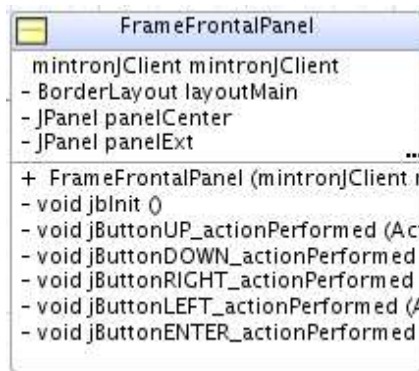 FrameFrontalPanel
mintronJClient mintronJClient
- BorderLayout layoutMain
- JPanel panelCenter
- JPanel panelExt
...
+ FrameFrontalPanel (mintronJClient
- void jbInit ()
- void jButtonUP_actionPerformed (Act
- void jButtonDOWN_actionPerformed
- void jButtonRIGHT_actionPerformed
- void jButtonLEFT_actionPerformed (A
- void jButtonENTER_actionPerformed